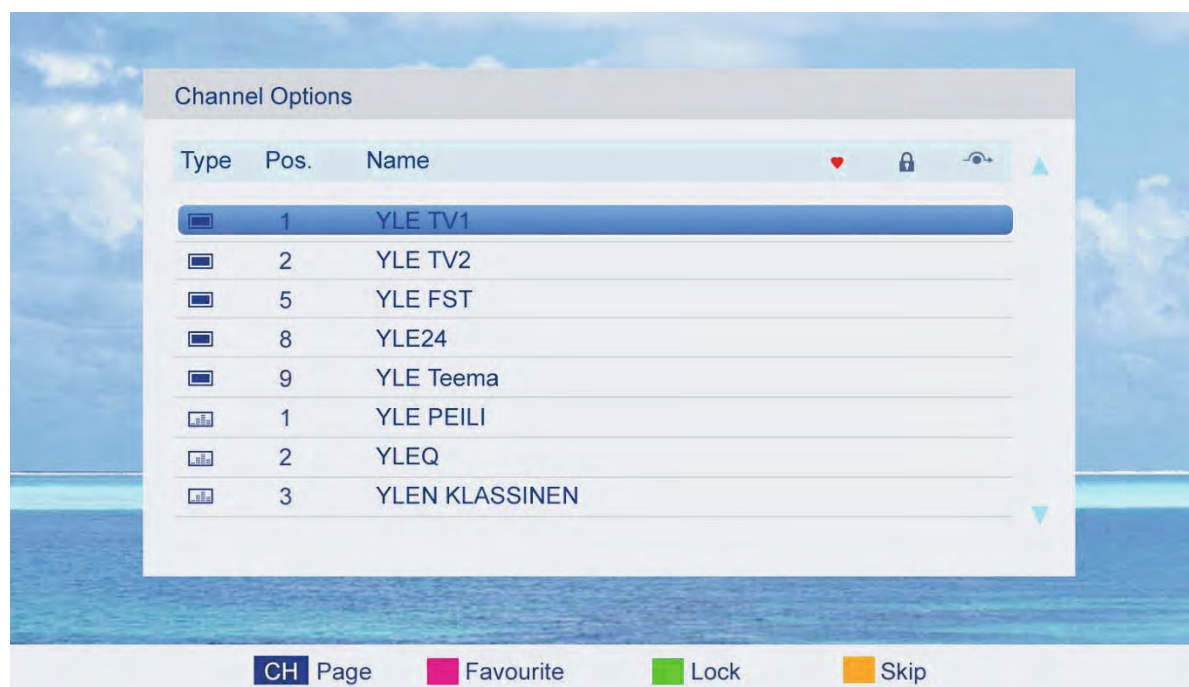 Channel Options
Type Pos. Name
1 YLE TV1
2 YLE TV2
5 YLE FST
8 YLE24
9 YLE Teema
1 YLE PEILI
2 YLEQ
3 YLEN KLASSINEN
CH Page Favourite Lock Skip